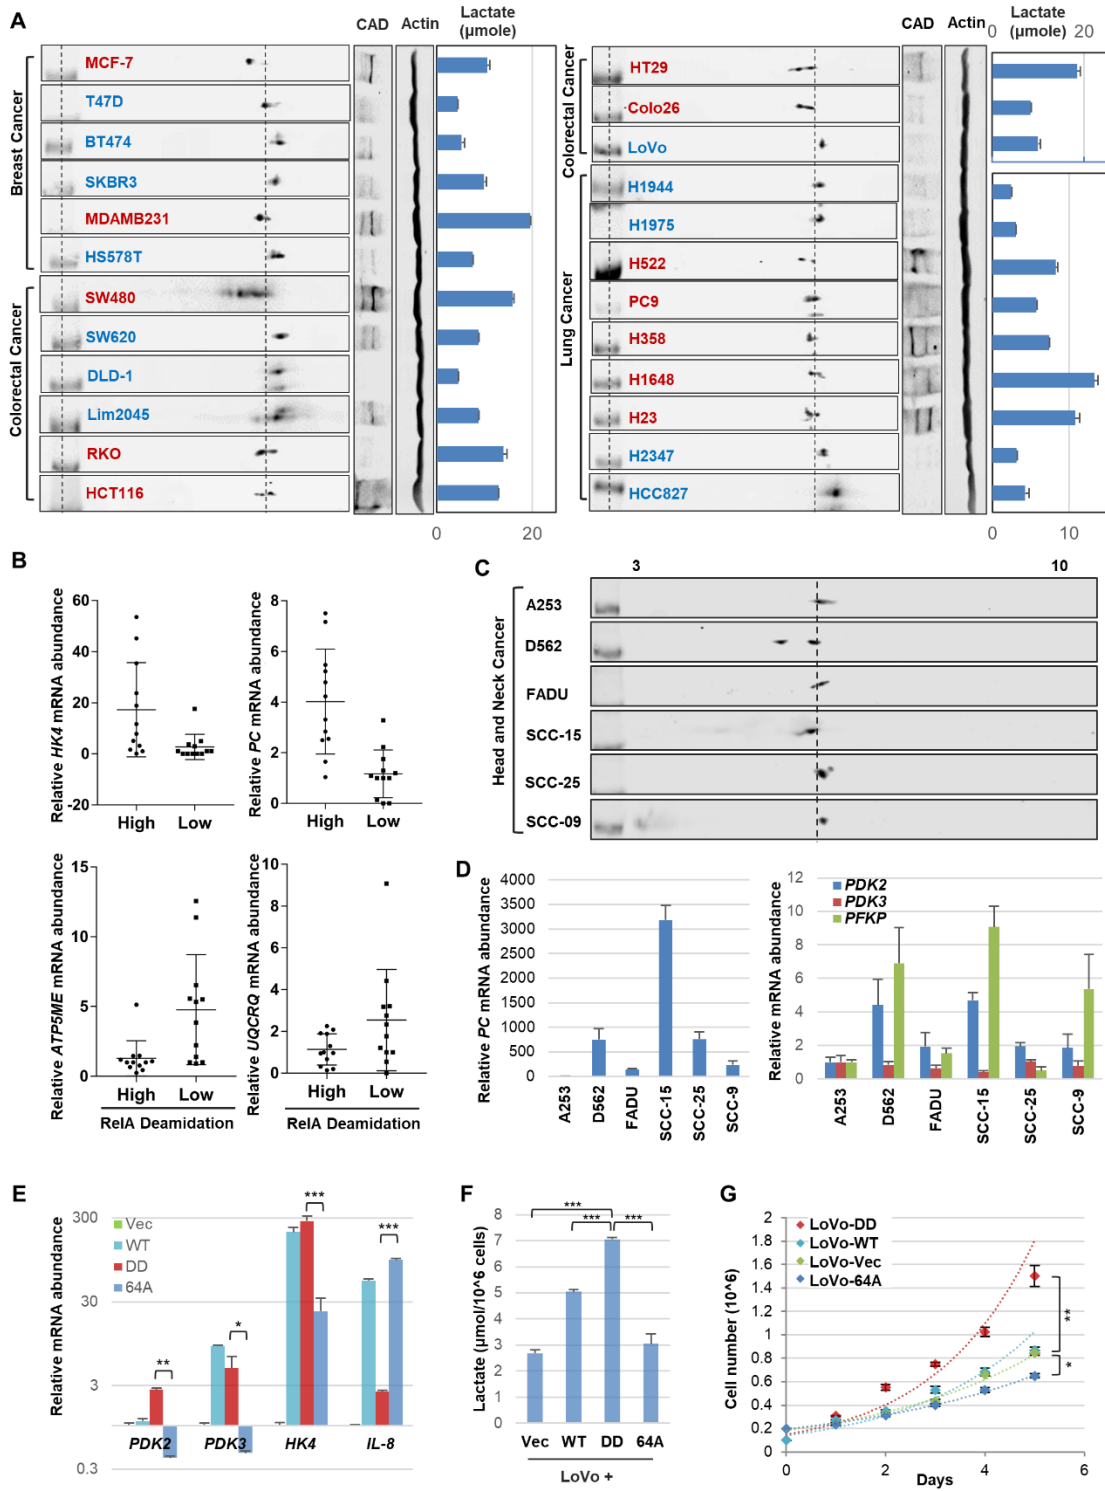 A
CAD
Actin
Lactate
(μmole)
Breast Cancer
MCF-7
T47D
BT474
SKBR3
MDAMB231
HS578T
Colorectal Cancer
SW480
SW620
DLD-1
Lim2045
RKO
HCT116
0
20
CAD
Actin
Lactate
(μmole)
0
20
Colorectal Cancer
HT29
Colo26
LoVo
Lung Cancer
H1944
H1975
H522
PC9
H358
H1648
H23
H2347
HCC827
0
10
B
Relative HK4 mRNA abundance
60
40
20
0
-20
High
Low
Relative PC mRNA abundance
8
6
4
2
0
High
Low
Relative ATP5ME mRNA abundance
15
10
5
0
High
Low
RelA Deamidation
Relative UQCRQ mRNA abundance
10
8
6
4
2
0
High
Low
RelA Deamidation
C
3
10
Head and Neck Cancer
A253
D562
FADU
SCC-15
SCC-25
SCC-09
D
Relative PC mRNA abundance
4000
3500
3000
2500
2000
1500
1000
500
0
A253
D562
FADU
SCC-15
SCC-25
SCC-9
Relative mRNA abundance
12
10
8
6
4
2
0
PDK2
PDK3
PFKP
A253
D562
FADU
SCC-15
SCC-25
SCC-9
E
Relative mRNA abundance
300
30
3
0.3
Vec
WT
DD
64A
**
*
***
***
PDK2
PDK3
HK4
IL-8
F
Lactate (μmol/10^6 cells)
8
7
6
5
4
3
2
1
0
***
***
***
Vec
WT
DD
64A
LoVo +
G
Cell number (10^6)
2
1.8
1.6
1.4
1.2
1
0.8
0.6
0.4
0.2
0
LoVo-DD
LoVo-WT
LoVo-Vec
LoVo-64A
**
*
0
2
4
6
Days